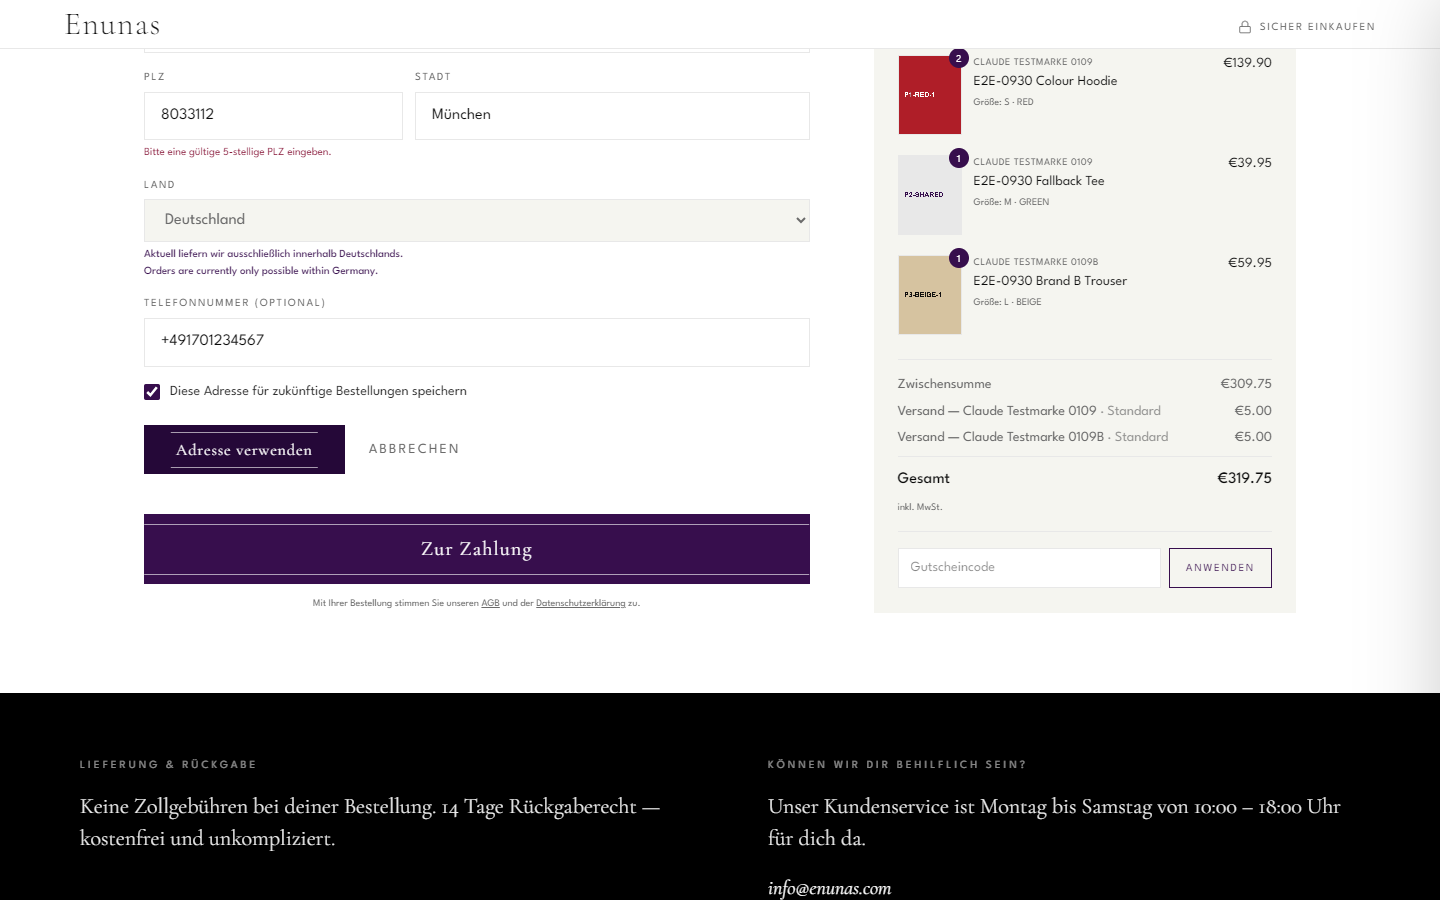 Enunas
SICHER EINKAUFEN
PLZ
STADT
8033112
München
Bitte eine gültige 5-stellige PLZ eingeben.
LAND
Deutschland
Aktuell liefern wir ausschließlich innerhalb Deutschlands.
Orders are currently only possible within Germany.
TELEFONNUMMER (OPTIONAL)
+491701234567
Diese Adresse für zukünftige Bestellungen speichern
Adresse verwenden
ABBRECHEN
Zur Zahlung
Mit Ihrer Bestellung stimmen Sie unseren AGB und der Datenschutzerklärung zu.
P1-RED-1
2
CLAUDE TESTMARKE 0109
€139.90
E2E-0930 Colour Hoodie
Größe: S · RED
P2-SHARED
1
CLAUDE TESTMARKE 0109
€39.95
E2E-0930 Fallback Tee
Größe: M · GREEN
P3-BEIGE-1
1
CLAUDE TESTMARKE 0109B
€59.95
E2E-0930 Brand B Trouser
Größe: L · BEIGE
Zwischensumme €309.75
Versand — Claude Testmarke 0109 · Standard €5.00
Versand — Claude Testmarke 0109B · Standard €5.00
Gesamt €319.75
inkl. MwSt.
Gutscheincode
ANWENDEN
LIEFERUNG & RÜCKGABE
Keine Zollgebühren bei deiner Bestellung. 14 Tage Rückgaberecht —
kostenfrei und unkompliziert.
KÖNNEN WIR DIR BEHILFLICH SEIN?
Unser Kundenservice ist Montag bis Samstag von 10:00 – 18:00 Uhr
für dich da.
info@enunas.com